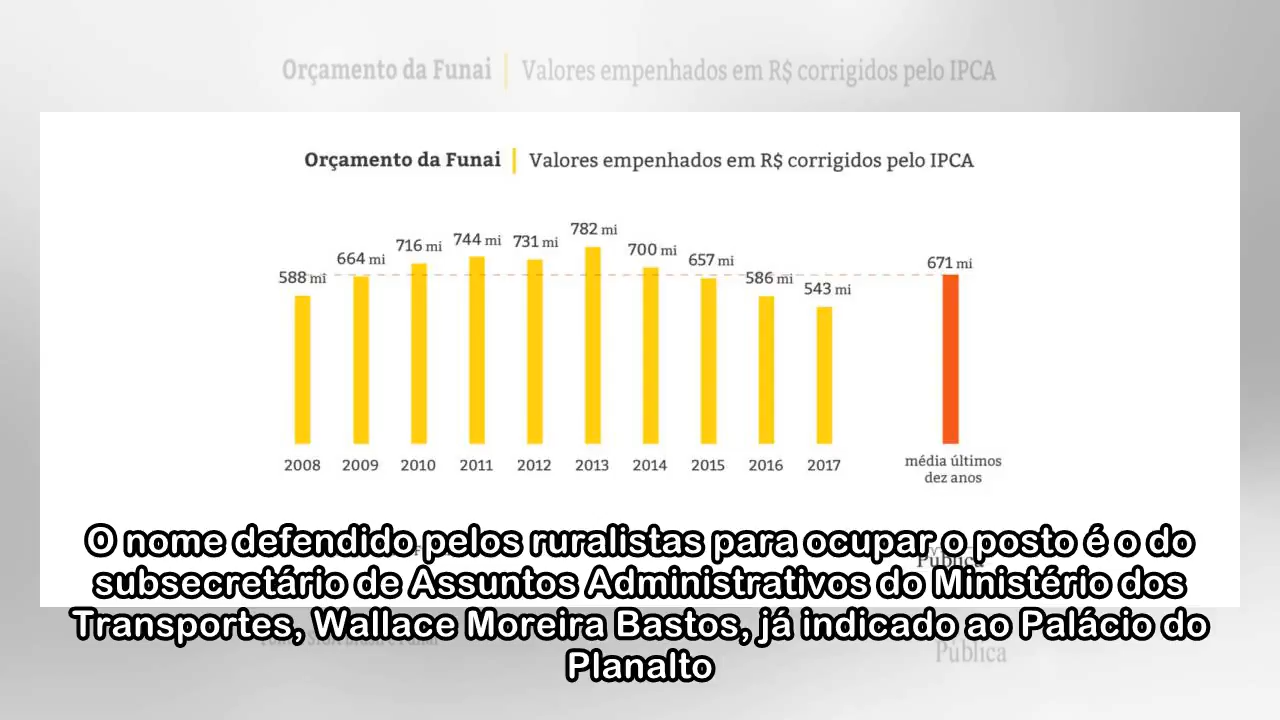 Orçamento da Funai | Valores empenhados em R$ corrigidos pelo IPCA
Orçamento da Funai | Valores empenhados em R$ corrigidos pelo IPCA
588 mi
664 mi
716 mi
744 mi
731 mi
782 mi
700 mi
657 mi
586 mi
543 mi
671 mi
2008
2009
2010
2011
2012
2013
2014
2015
2016
2017
média últimos
dez anos
Pública
O nome defendido pelos ruralistas para ocupar o posto é o do
subsecretário de Assuntos Administrativos do Ministério dos
Transportes, Wallace Moreira Bastos, já indicado ao Palácio do
Planalto
Pública